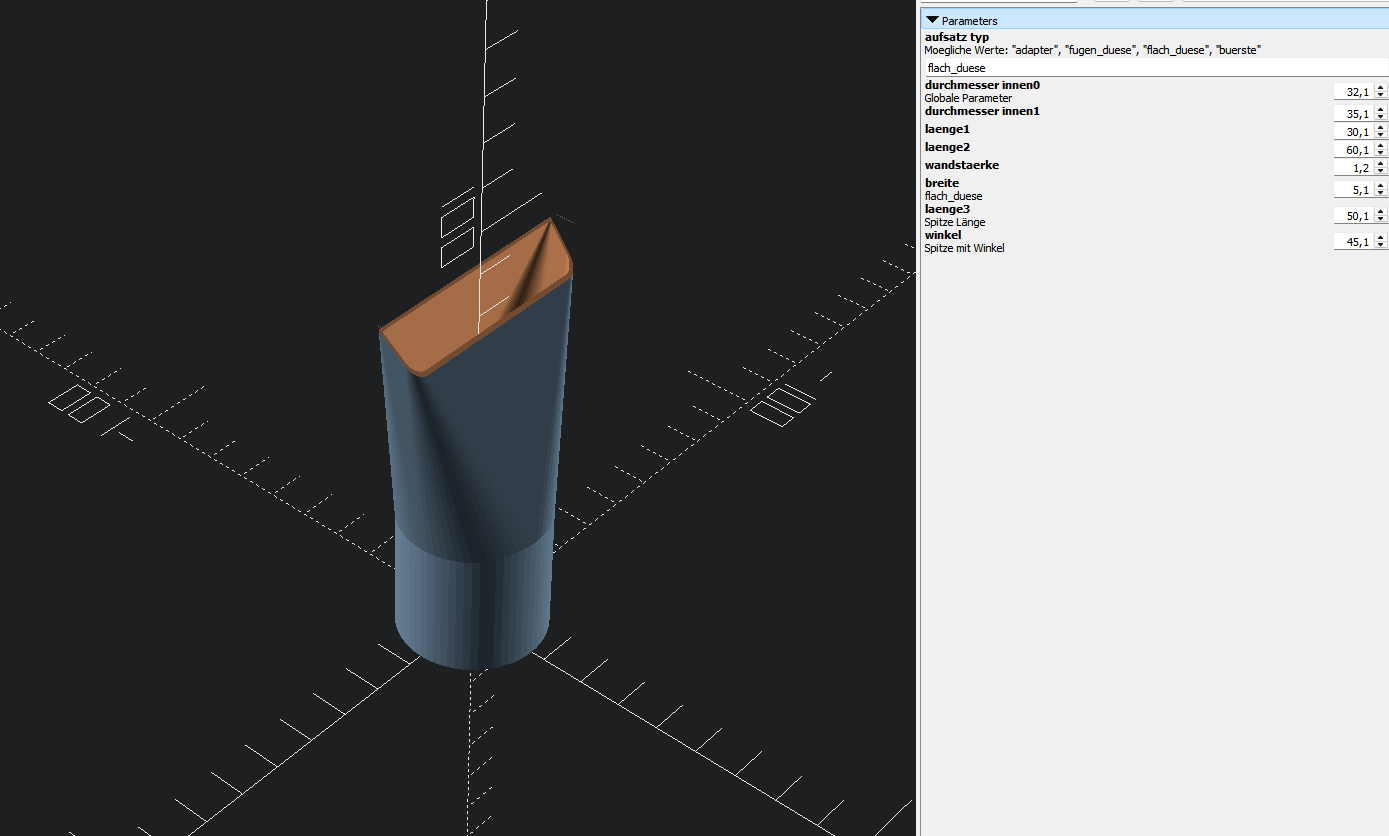 Parameters
aufsatz typ
Moegliche Werte: "adapter", "fugen_duese", "flach_duese", "buerste"
flach_duese
durchmesser innen0
Globale Parameter
32,1
durchmesser innen1
35,1
laenge1
30,1
laenge2
60,1
wandstaerke
1,2
breite
flach_duese
5,1
laenge3
Spitze Länge
50,1
winkel
Spitze mit Winkel
45,1